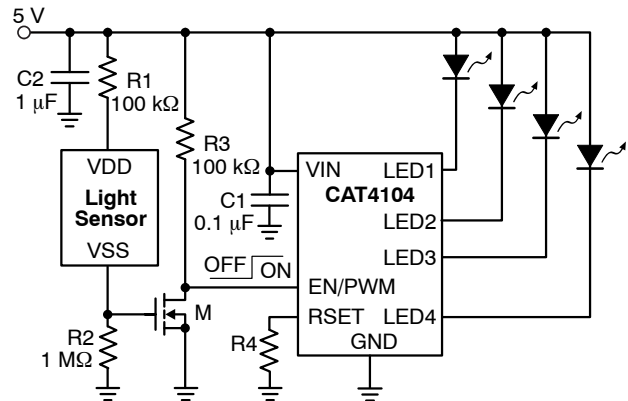 5 V
C2
1 μF
R1
100 kΩ
R3
100 kΩ
VDD
Light
Sensor
VSS
C1
0.1 μF
VIN
LED1
CAT4104
LED2
LED3
OFF
ON
EN/PWM
M
RSET
LED4
GND
R2
1 MΩ
R4